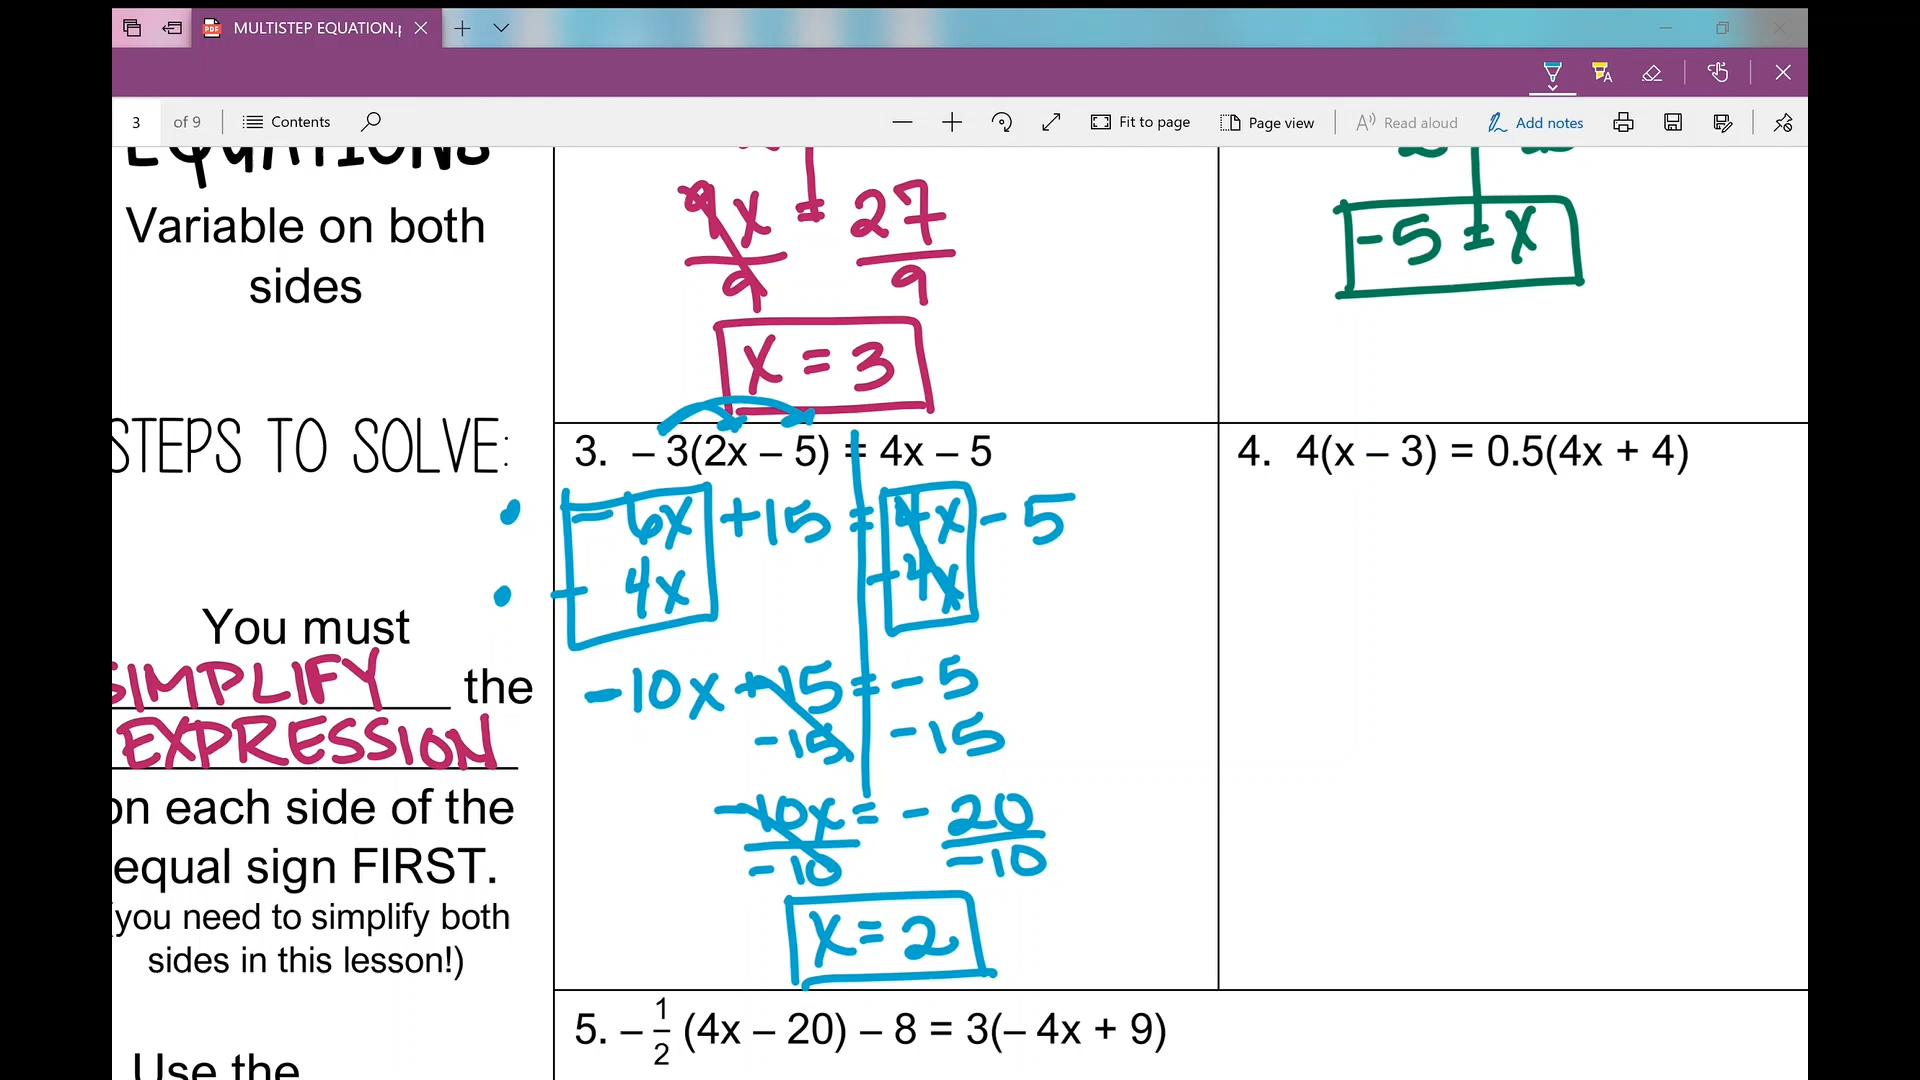 MULTISTEP EQUATION.p
3 of 9 Contents Fit to page Page view Read aloud Add notes
EQUATIONS
Variable on both
sides
STEPS TO SOLVE:
You must
SIMPLIFY the
EXPRESSION
on each side of the
equal sign FIRST.
(you need to simplify both
sides in this lesson!)
Use the
9x = 27
9 9
x = 3
-5 = x
3. – 3(2x – 5) = 4x – 5
-6x +15 = 4x - 5
- 4x -4x
-10x +15 = -5
-15 -15
-10x = -20
-10 -10
x = 2
4. 4(x – 3) = 0.5(4x + 4)
5. – 1/2 (4x – 20) – 8 = 3(– 4x + 9)